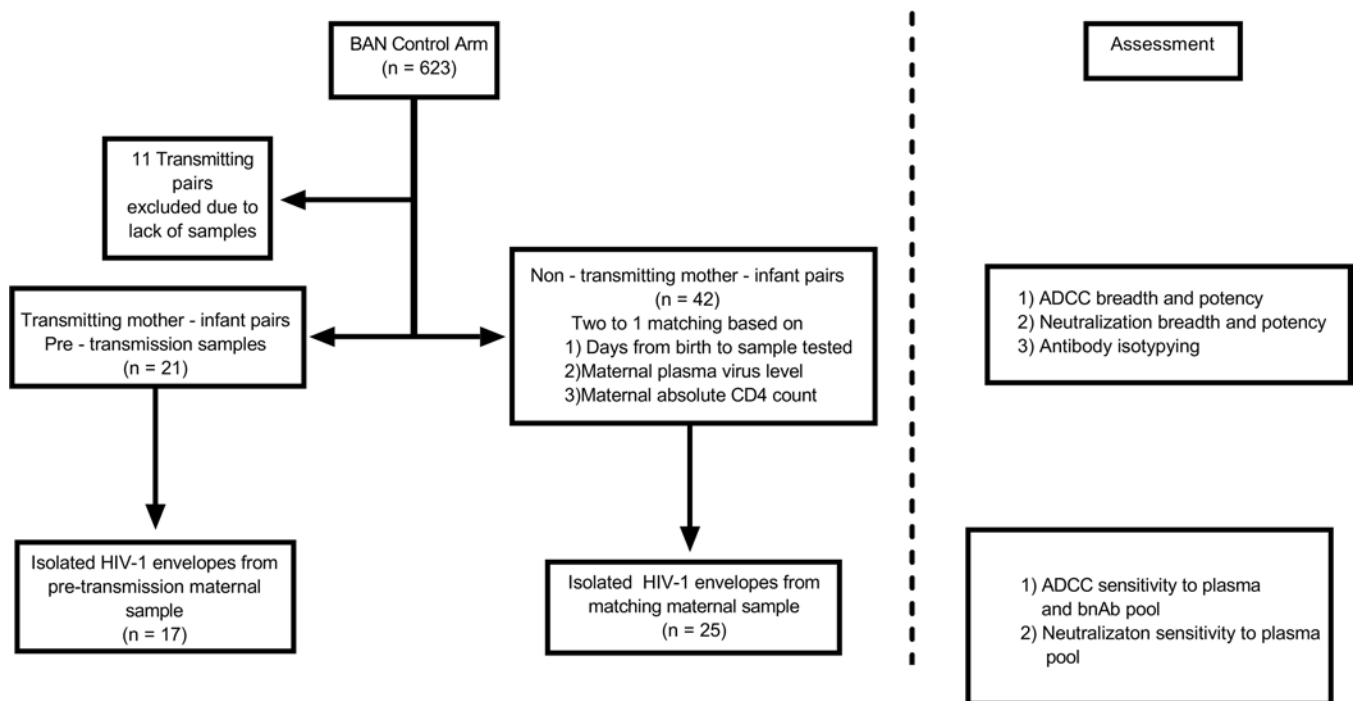 BAN Control Arm
(n = 623)
Assessment
11 Transmitting
pairs
excluded due to
lack of samples
Non - transmitting mother - infant pairs
(n = 42)
Two to 1 matching based on
1) Days from birth to sample tested
2)Maternal plasma virus level
3)Maternal absolute CD4 count
Transmitting mother - infant pairs
Pre - transmission samples
(n = 21)
1) ADCC breadth and potency
2) Neutralization breadth and potency
3) Antibody isotypying
Isolated HIV-1 envelopes from
pre-transmission maternal
sample
(n = 17)
Isolated HIV-1 envelopes from
matching maternal sample
(n = 25)
1) ADCC sensitivity to plasma
and bnAb pool
2) Neutralizaton sensitivity to plasma
pool